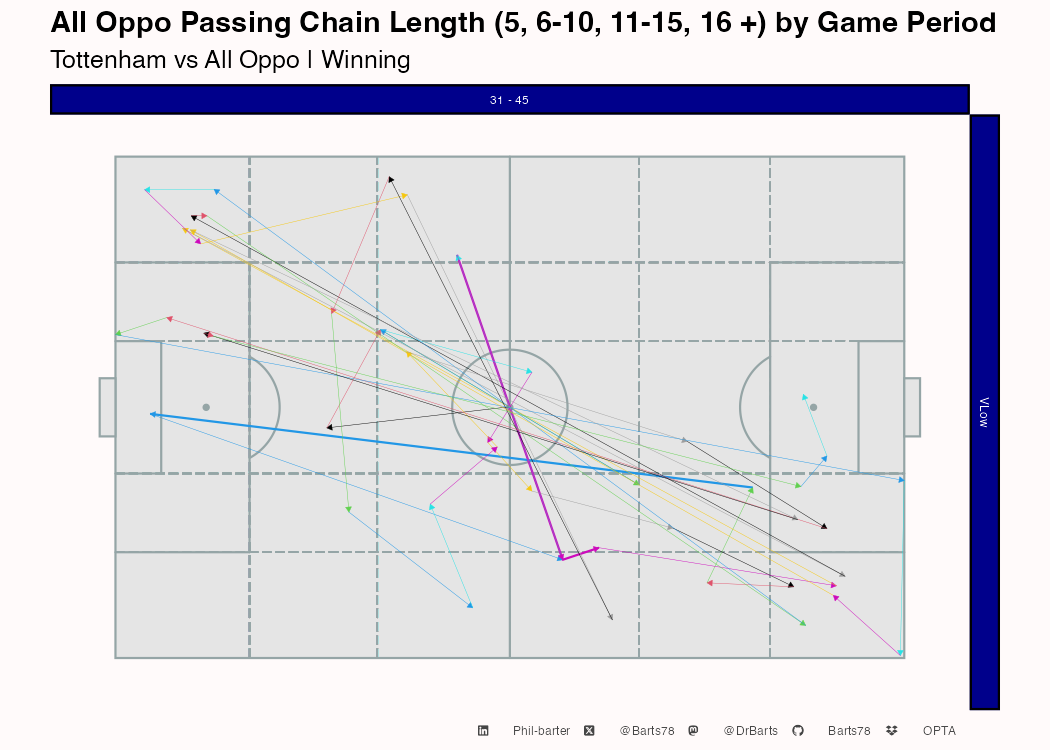 All Oppo Passing Chain Length (5, 6-10, 11-15, 16 +) by Game Period
Tottenham vs All Oppo | Winning
31 - 45
VLow
Phil-barter @Barts78 @DrBarts Barts78 OPTA